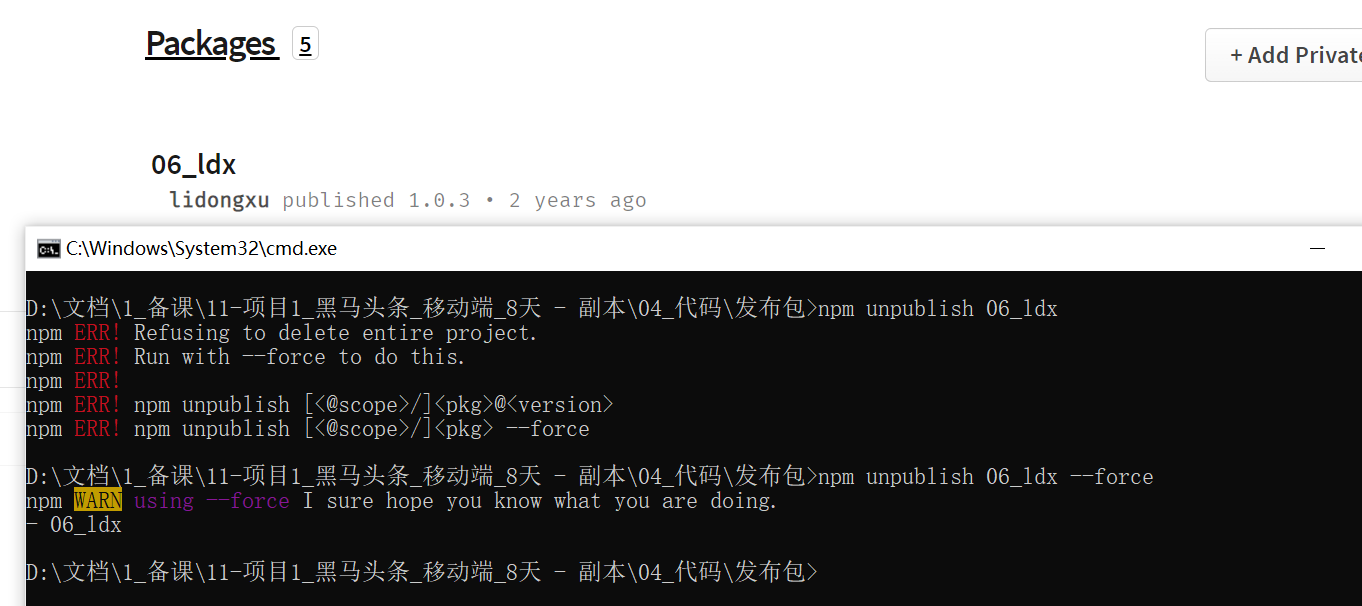 Packages 5
+ Add Private
06_ldx
lidongxu published 1.0.3 • 2 years ago
C:\Windows\System32\cmd.exe
D:\文档\1_备课\11-项目1_黑马头条_移动端_8天 - 副本\04_代码\发布包>npm unpublish 06_ldx
npm ERR! Refusing to delete entire project.
npm ERR! Run with --force to do this.
npm ERR!
npm ERR! npm unpublish [<@scope>/]<pkg>@<version>
npm ERR! npm unpublish [<@scope>/]<pkg> --force
D:\文档\1_备课\11-项目1_黑马头条_移动端_8天 - 副本\04_代码\发布包>npm unpublish 06_ldx --force
npm WARN using --force I sure hope you know what you are doing.
- 06_ldx
D:\文档\1_备课\11-项目1_黑马头条_移动端_8天 - 副本\04_代码\发布包>